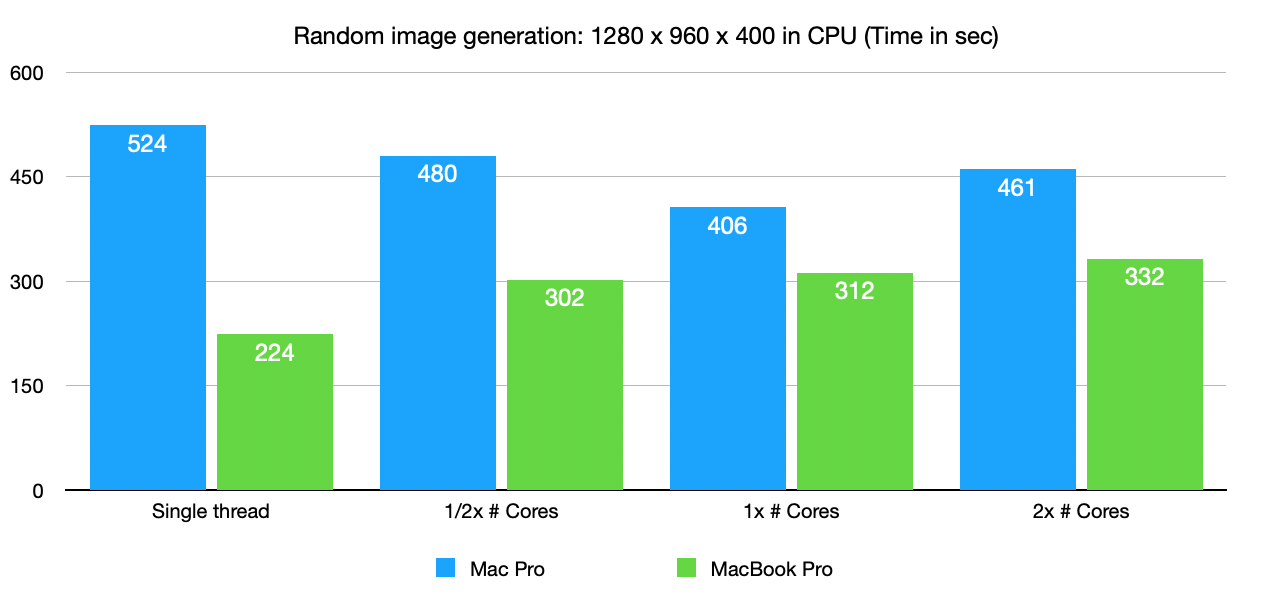 Random image generation: 1280 x 960 x 400 in CPU (Time in sec)
600
450
300
150
0
524
224
480
302
406
312
461
332
Single thread
1/2x # Cores
1x # Cores
2x # Cores
Mac Pro
MacBook Pro